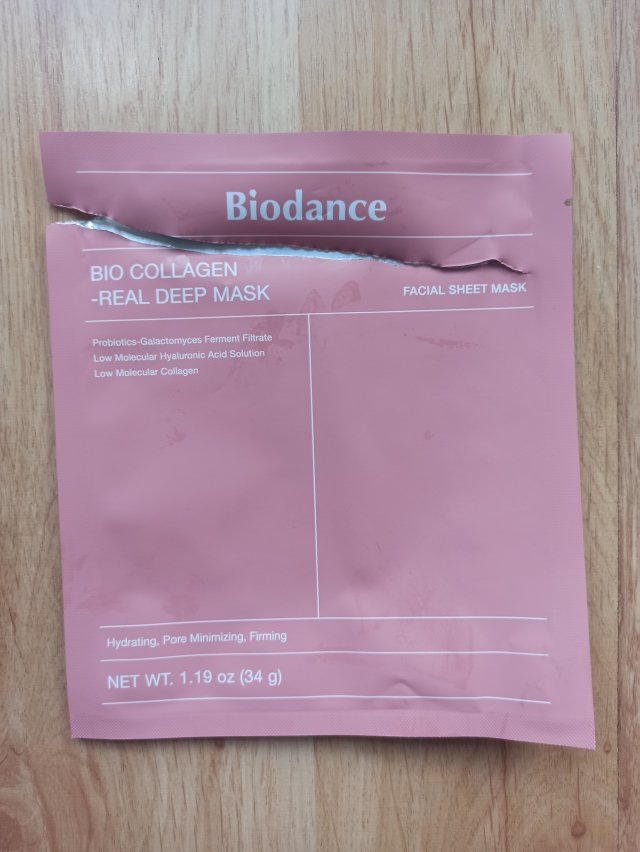 Biodance
BIO COLLAGEN
-REAL DEEP MASK
FACIAL SHEET MASK
Probiotics-Galactomyces Ferment Filtrate
Low Molecular Hyaluronic Acid Solution
Low Molecular Collagen
Hydrating, Pore Minimizing, Firming
NET WT. 1.19 oz (34 g)